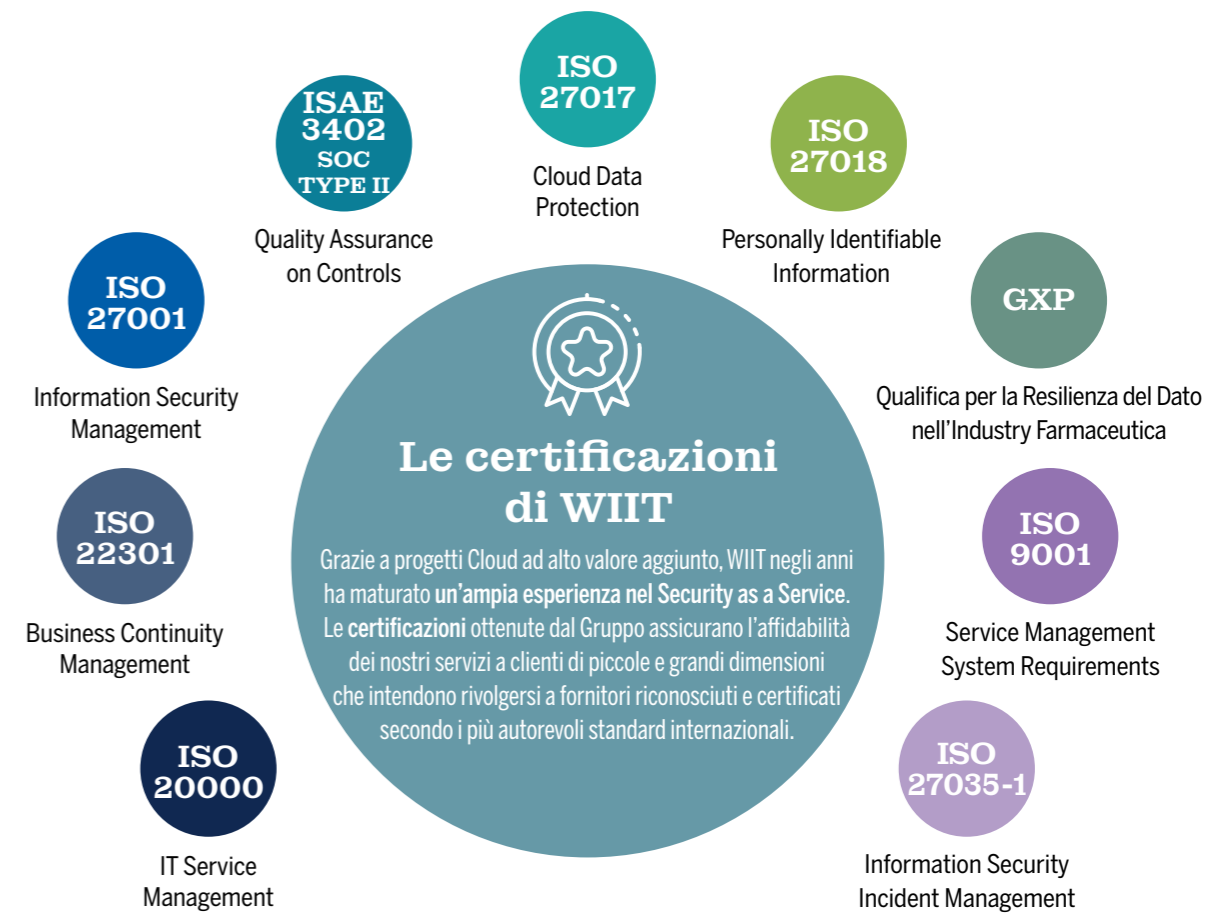 ISO
27017
Cloud Data
Protection
ISAE
3402
SOC
TYPE II
Quality Assurance
on Controls
ISO
27018
Personally Identifiable
Information
ISO
27001
Information Security
Management
GXP
Qualifica per la Resilienza del Dato
nell'Industry Farmaceutica
ISO
22301
Business Continuity
Management
ISO
9001
Service Management
System Requirements
ISO
20000
IT Service
Management
ISO
27035-1
Information Security
Incident Management
Le certificazioni
di WIIT
Grazie a progetti Cloud ad alto valore aggiunto, WIIT negli anni
ha maturato un'ampia esperienza nel Security as a Service.
Le certificazioni ottenute dal Gruppo assicurano l'affidabilità
dei nostri servizi a clienti di piccole e grandi dimensioni
che intendono rivolgersi a fornitori riconosciuti e certificati
secondo i più autorevoli standard internazionali.